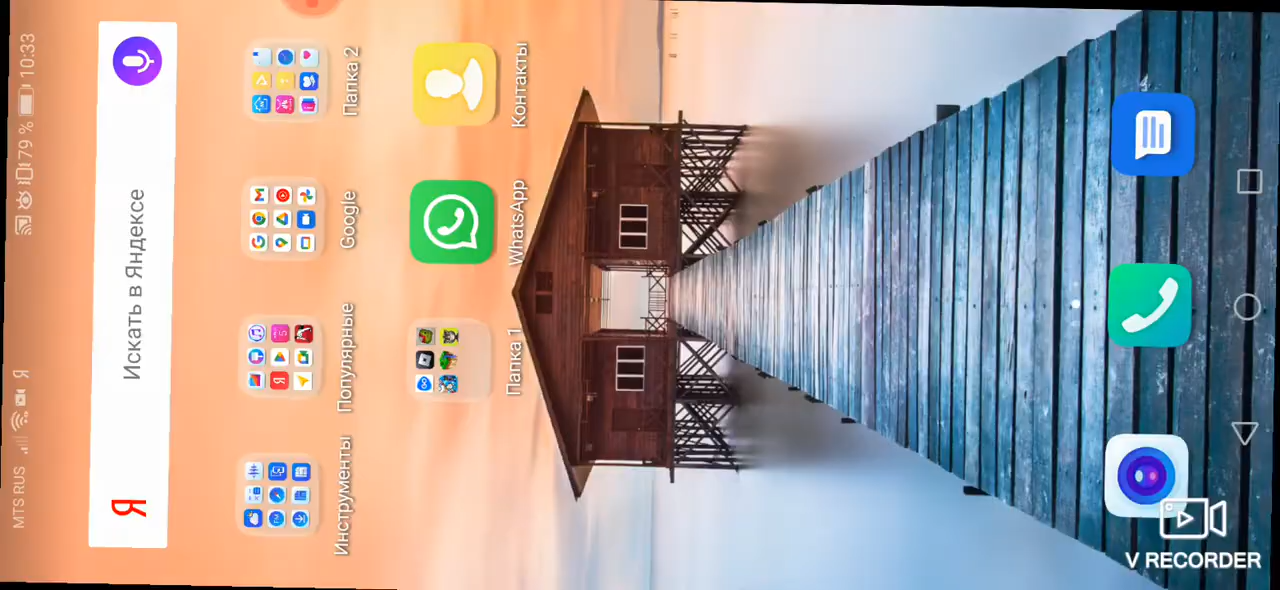 MTS RUS
79 %
10:33
Я
Искать в Яндексе
Инструменты
Популярные
Google
Папка 2
Папка 1
WhatsApp
Контакты
V RECORDER